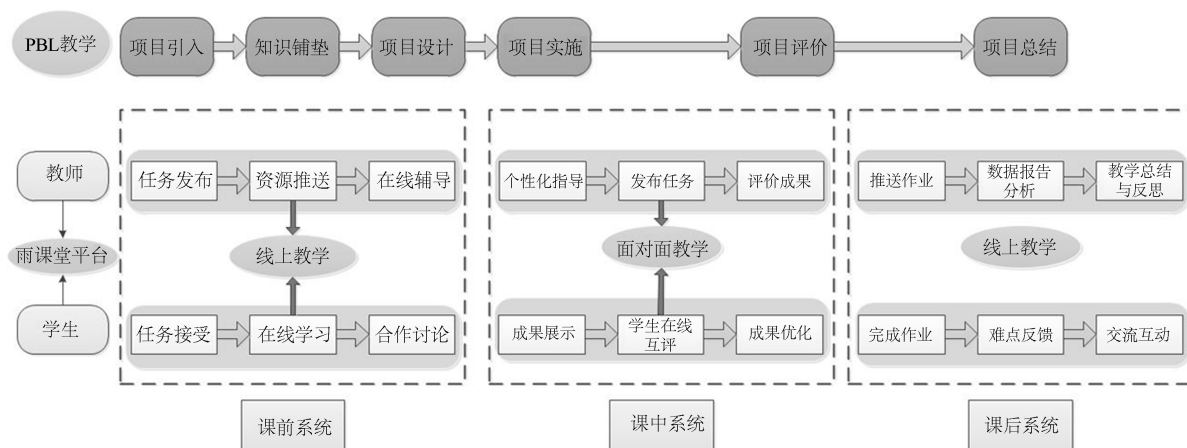 PBL教学
项目引入
知识铺垫
项目设计
项目实施
项目评价
项目总结
教师
任务发布
资源推送
在线辅导
个性化指导
发布任务
评价成果
推送作业
数据报告
分析
教学总结
与反思
雨课堂平台
线上教学
面对面教学
线上教学
学生
任务接受
在线学习
合作讨论
成果展示
学生在线
互评
成果优化
完成作业
难点反馈
交流互动
课前系统
课中系统
课后系统